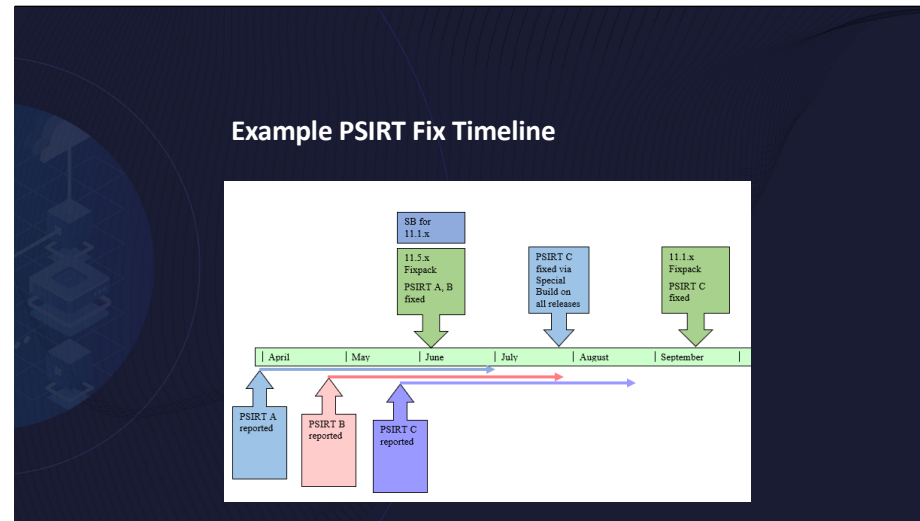 Example PSIRT Fix Timeline
SB for
11.1.x
11.5.x
Fixpack
PSIRT A, B
fixed
PSIRT C
fixed via
Special
Build on
all releases
11.1.x
Fixpack
PSIRT C
fixed
| April | May | June | July | August | September |
PSIRT A
reported
PSIRT B
reported
PSIRT C
reported